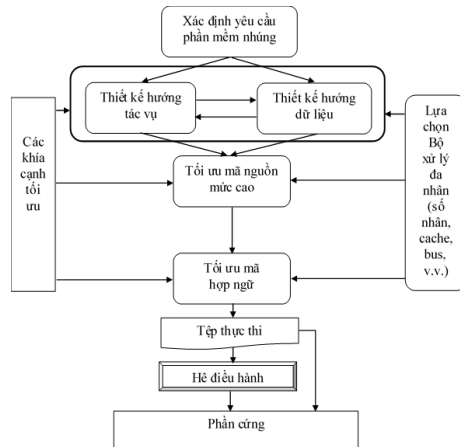 Xác định yêu cầu
phần mềm nhúng
Thiết kế hướng
tác vụ
Thiết kế hướng
dữ liệu
Các
khía
cạnh
tối
ưu
Lựa
chọn
Bộ
xử lý
đa
nhân
(số
nhân,
cache,
bus,
v.v.)
Tối ưu mã nguồn
mức cao
Tối ưu mã
hợp ngữ
Tệp thực thi
Hê điều hành
Phần cứng